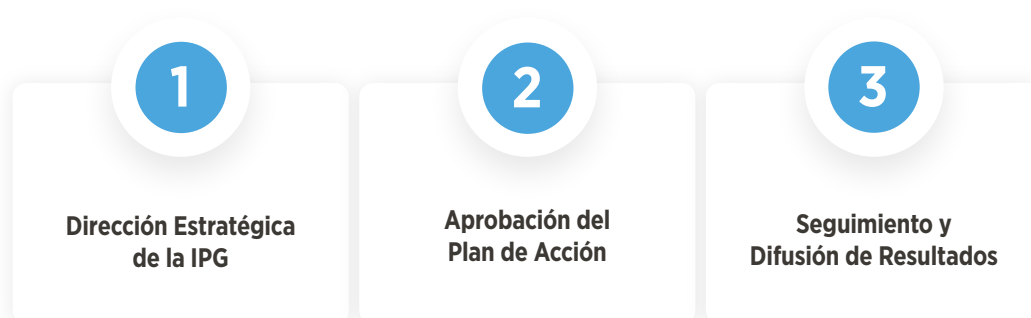 1
Dirección Estratégica
de la IPG
2
Aprobación del
Plan de Acción
3
Seguimiento y
Difusión de Resultados